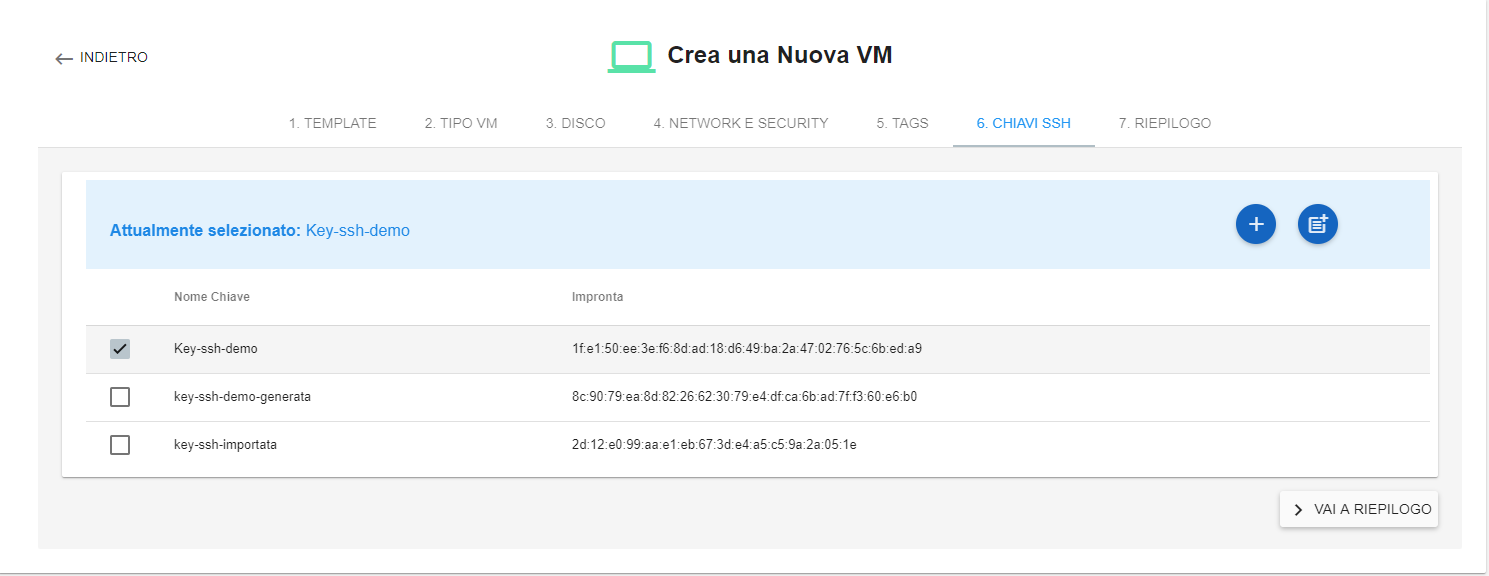 INDIETRO
Crea una Nuova VM
1. TEMPLATE 2. TIPO VM 3. DISCO 4. NETWORK E SECURITY 5. TAGS 6. CHIAVI SSH 7. RIEPILOGO
Attualmente selezionato: Key-ssh-demo
Nome Chiave Impronta
Key-ssh-demo 1f:e1:50:ee:3e:f6:8d:ad:18:d6:49:ba:2a:47:02:76:5c:6b:ed:a9
key-ssh-demo-generata 8c:90:79:ea:8d:82:26:62:30:79:e4:df:ca:6b:ad:7f:f3:60:e6:b0
key-ssh-importata 2d:12:e0:99:aa:e1:eb:67:3d:e4:a5:c5:9a:2a:05:1e
VAI A RIEPILOGO